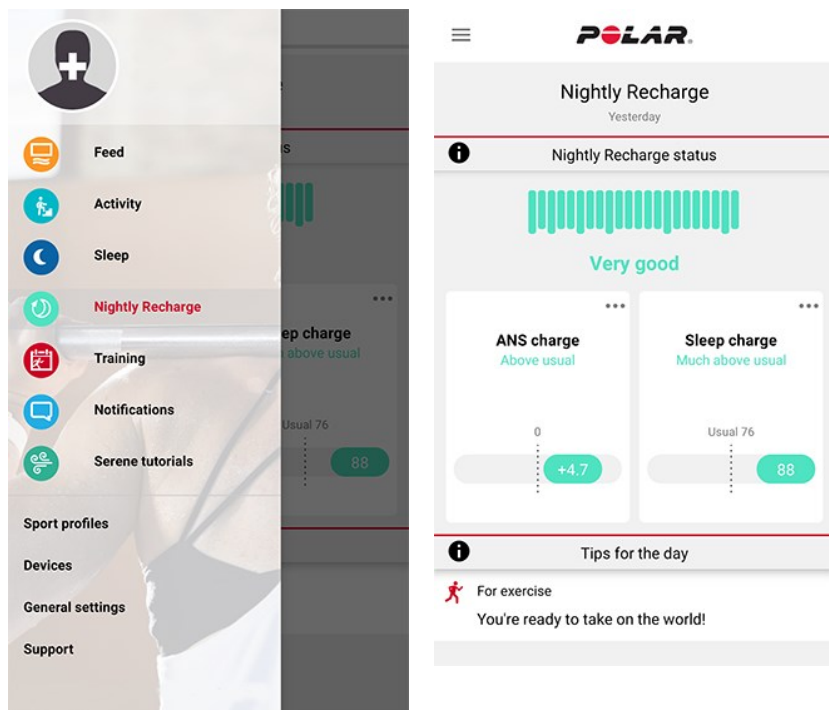 Feed
Activity
Sleep
Nightly Recharge
Training
Notifications
Serene tutorials
Sport profiles
Devices
General settings
Support
s
ep charge
above usual
Usual 76
88
POLAR.
Nightly Recharge
Yesterday
Nightly Recharge status
Very good
ANS charge
Above usual
0
+4.7
Sleep charge
Much above usual
Usual 76
88
Tips for the day
For exercise
You're ready to take on the world!